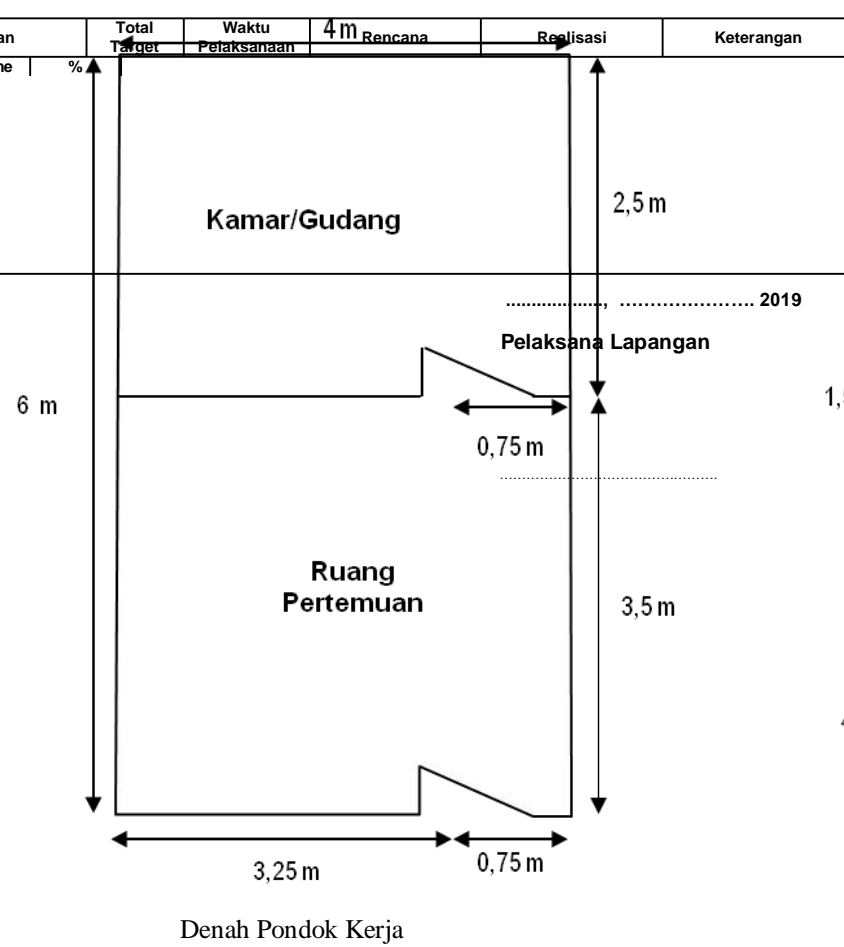 Total
Target
Waktu
Pelaksanaan
4 m
Rencana
Realisasi
Keterangan
%
2,5 m
Kamar/Gudang
..................., …………………. 2019
Pelaksana Lapangan
6 m
0,75 m
Ruang
Pertemuan
3,5 m
3,25 m
0,75 m
Denah Pondok Kerja